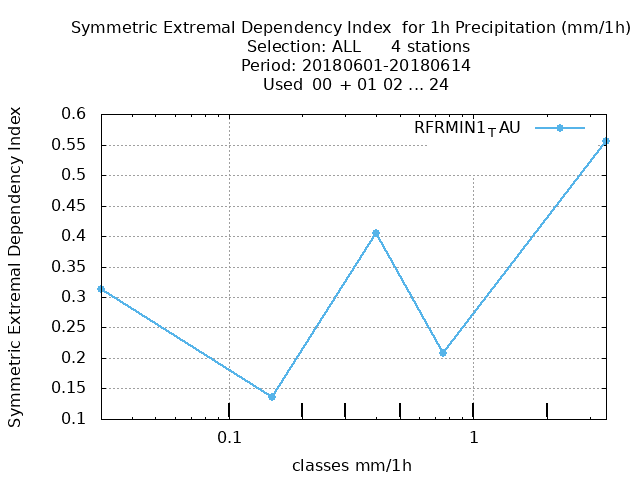 Symmetric Extremal Dependency Index  for 1h Precipitation (mm/1h)
Selection: ALL      4 stations
Period: 20180601-20180614
Used  00 + 01 02 ... 24
RFRMIN1TAU
Symmetric Extremal Dependency Index
0.6
0.55
0.5
0.45
0.4
0.35
0.3
0.25
0.2
0.15
0.1
0.1 1
classes mm/1h